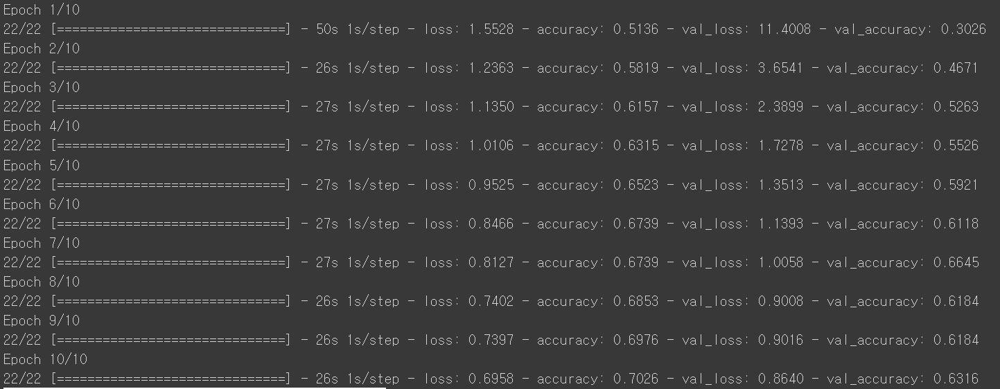 Epoch 1/10
22/22 [==============================] - 50s 1s/step - loss: 1.5528 - accuracy: 0.5136 - val_loss: 11.4008 - val_accuracy: 0.3026
Epoch 2/10
22/22 [==============================] - 26s 1s/step - loss: 1.2363 - accuracy: 0.5819 - val_loss: 3.6541 - val_accuracy: 0.4671
Epoch 3/10
22/22 [==============================] - 27s 1s/step - loss: 1.1350 - accuracy: 0.6157 - val_loss: 2.3899 - val_accuracy: 0.5263
Epoch 4/10
22/22 [==============================] - 27s 1s/step - loss: 1.0106 - accuracy: 0.6315 - val_loss: 1.7278 - val_accuracy: 0.5526
Epoch 5/10
22/22 [==============================] - 27s 1s/step - loss: 0.9525 - accuracy: 0.6523 - val_loss: 1.3513 - val_accuracy: 0.5921
Epoch 6/10
22/22 [==============================] - 27s 1s/step - loss: 0.8466 - accuracy: 0.6739 - val_loss: 1.1393 - val_accuracy: 0.6118
Epoch 7/10
22/22 [==============================] - 27s 1s/step - loss: 0.8127 - accuracy: 0.6739 - val_loss: 1.0058 - val_accuracy: 0.6645
Epoch 8/10
22/22 [==============================] - 26s 1s/step - loss: 0.7402 - accuracy: 0.6853 - val_loss: 0.9008 - val_accuracy: 0.6184
Epoch 9/10
22/22 [==============================] - 26s 1s/step - loss: 0.7397 - accuracy: 0.6976 - val_loss: 0.9016 - val_accuracy: 0.6184
Epoch 10/10
22/22 [==============================] - 26s 1s/step - loss: 0.6958 - accuracy: 0.7026 - val_loss: 0.8640 - val_accuracy: 0.6316